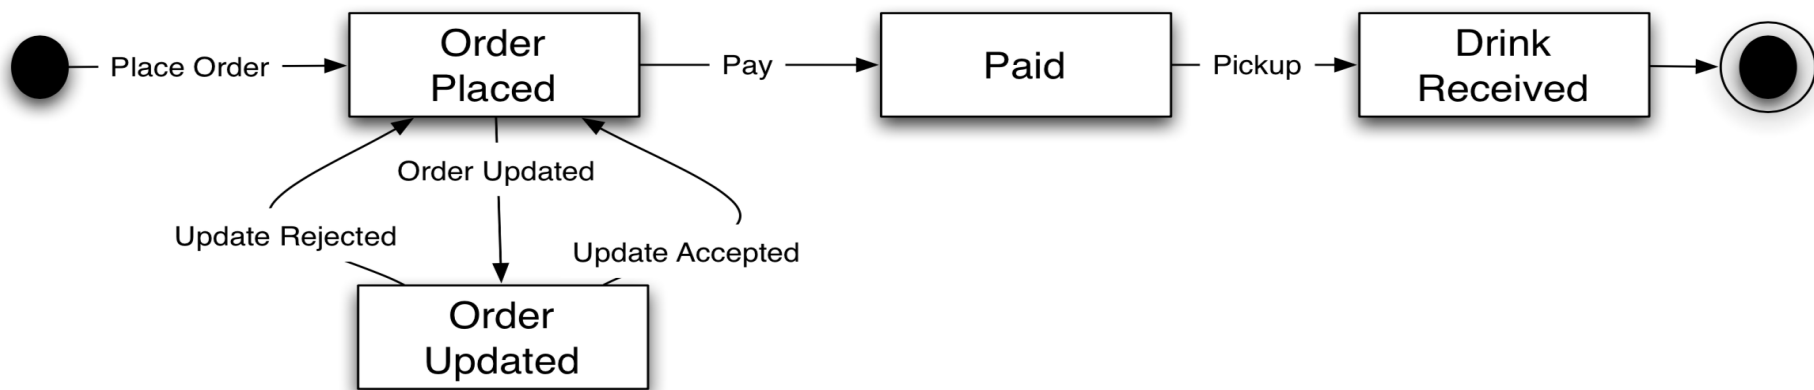 Place Order
Order
Placed
Pay
Paid
Pickup
Drink
Received
Order Updated
Update Rejected
Update Accepted
Order
Updated